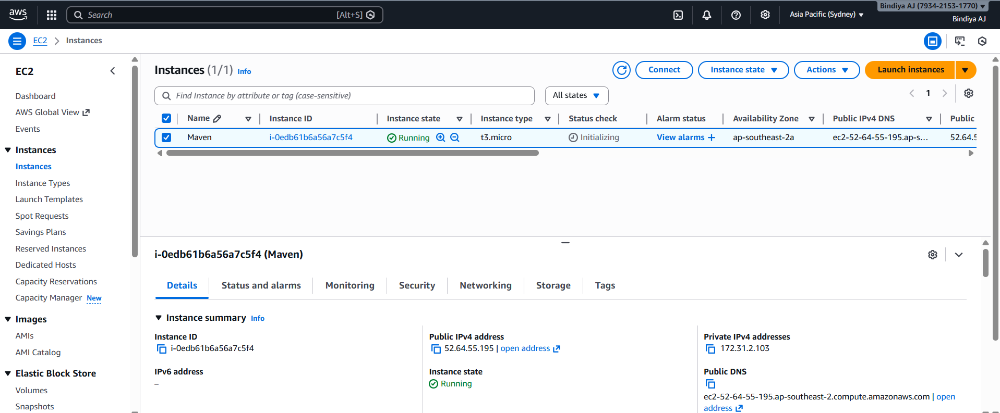 aws
Search [Alt+S]
Asia Pacific (Sydney)
Bindiya AJ (7934-2153-1770)
Bindiya AJ
EC2 Instances
EC2
Dashboard
AWS Global View
Events
Instances
Instances
Instance Types
Launch Templates
Spot Requests
Savings Plans
Reserved Instances
Dedicated Hosts
Capacity Reservations
Capacity Manager New
Images
AMIs
AMI Catalog
Elastic Block Store
Volumes
Snapshots
Instances (1/1) Info
Connect
Instance state
Actions
Launch instances
Find Instance by attribute or tag (case-sensitive)
All states
1
Name Instance ID Instance state Instance type Status check Alarm status Availability Zone Public IPv4 DNS Public
Maven i-0edb61b6a56a7c5f4 Running t3.micro Initializing View alarms + ap-southeast-2a ec2-52-64-55-195.ap-s... 52.64.5
i-0edb61b6a56a7c5f4 (Maven)
Details Status and alarms Monitoring Security Networking Storage Tags
Instance summary Info
Instance ID
i-0edb61b6a56a7c5f4
Public IPv4 address
52.64.55.195 | open address
Private IPv4 addresses
172.31.2.103
IPv6 address
–
Instance state
Running
Public DNS
ec2-52-64-55-195.ap-southeast-2.compute.amazonaws.com | open
address